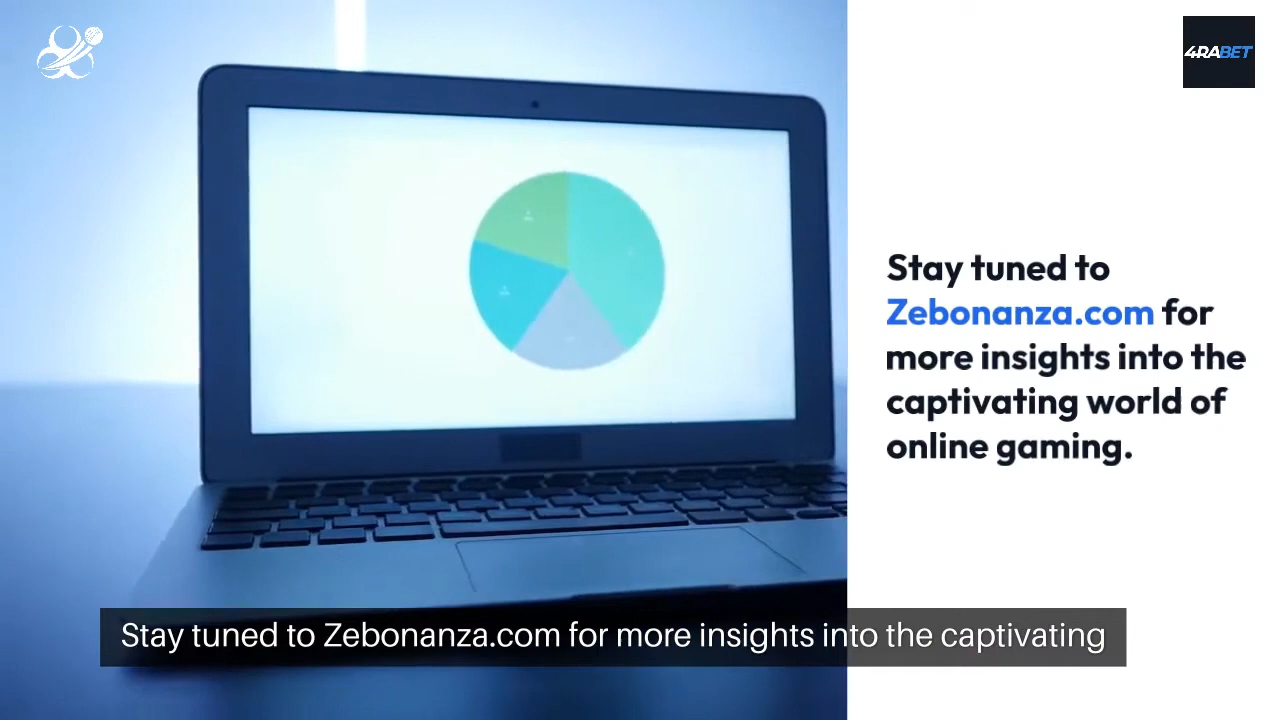 4RABET
Stay tuned to
Zebonanza.com for
more insights into the
captivating world of
online gaming.
Stay tuned to Zebonanza.com for more insights into the captivating